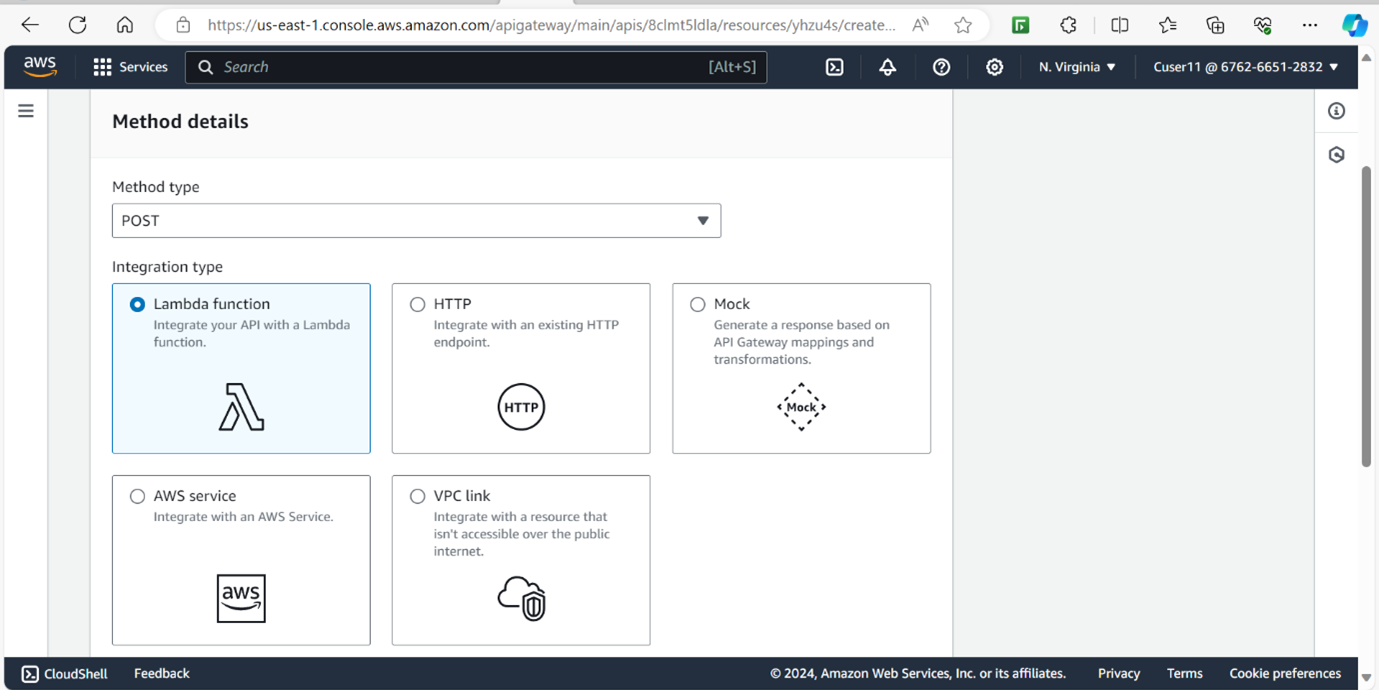 https://us-east-1.console.aws.amazon.com/apigateway/main/apis/8clmt5ldla/resources/yhzu4s/create...
aws
Services
Search
[Alt+S]
N. Virginia
Cuser11 @ 6762-6651-2832
Method details
Method type
POST
Integration type
Lambda function
Integrate your API with a Lambda
function.
HTTP
Integrate with an existing HTTP
endpoint.
HTTP
Mock
Generate a response based on
API Gateway mappings and
transformations.
Mock
AWS service
Integrate with an AWS Service.
aws
VPC link
Integrate with a resource that
isn't accessible over the public
internet.
CloudShell
Feedback
© 2024, Amazon Web Services, Inc. or its affiliates.
Privacy
Terms
Cookie preferences